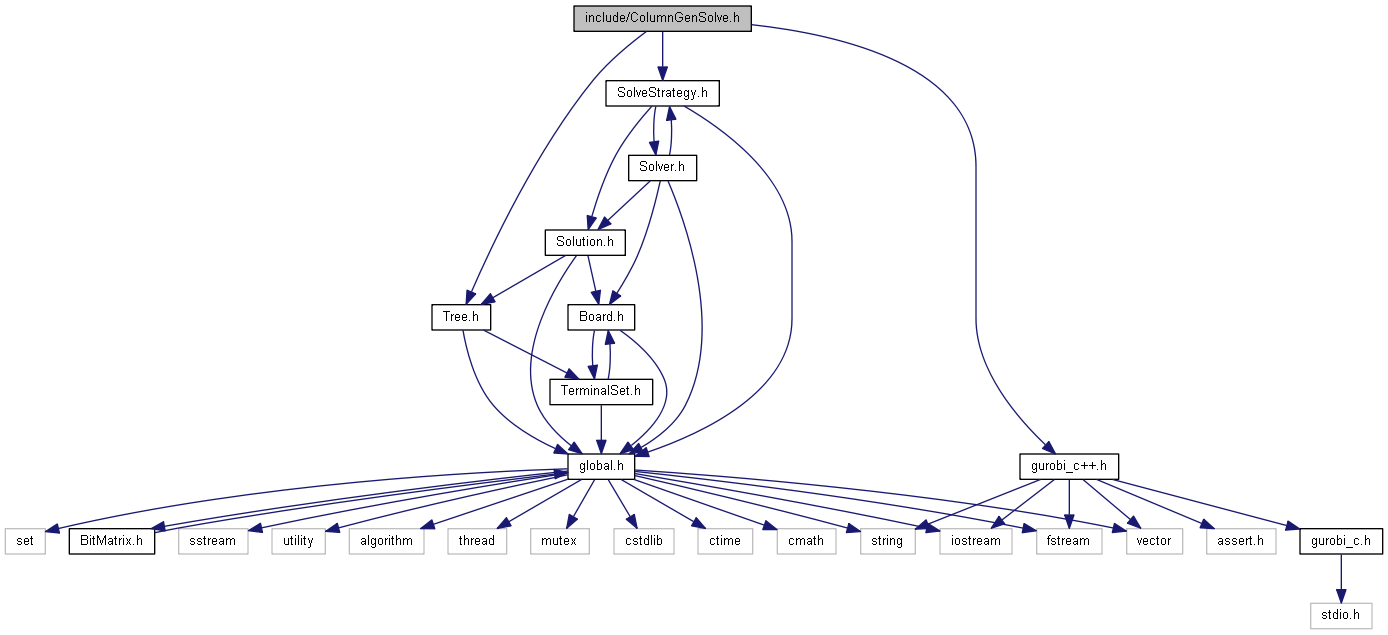 include/ColumnGenSolve.h
SolveStrategy.h
Solver.h
Solution.h
Tree.h
Board.h
TerminalSet.h
global.h
gurobi_c++.h
set
BitMatrix.h
sstream
utility
algorithm
thread
mutex
cstdlib
ctime
cmath
string
iostream
fstream
vector
assert.h
gurobi_c.h
stdio.h